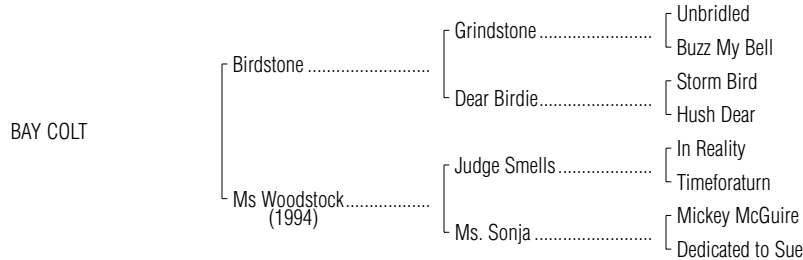 Unbridled
Grindstone
Buzz My Bell
Birdstone
Storm Bird
Dear Birdie
Hush Dear
BAY COLT
In Reality
Judge Smells
Timeforaturn
Ms Woodstock
(1994)
Mickey McGuire
Ms. Sonja
Dedicated to Sue